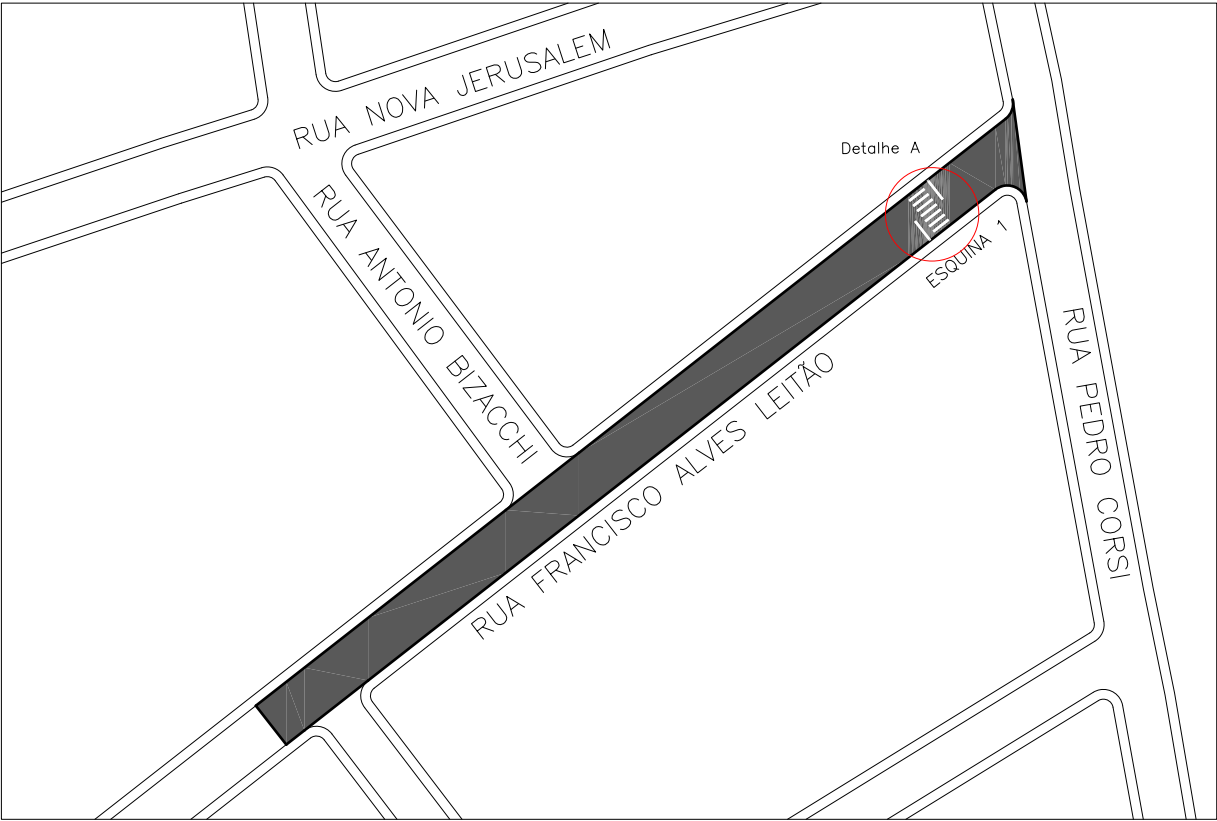 RUA NOVA JERUSALEM
Detalhe A
RUA ANTONIO BIZACCHI
ESQUINA 1
RUA PEDRO CORSI
RUA FRANCISCO ALVES LEITÃO